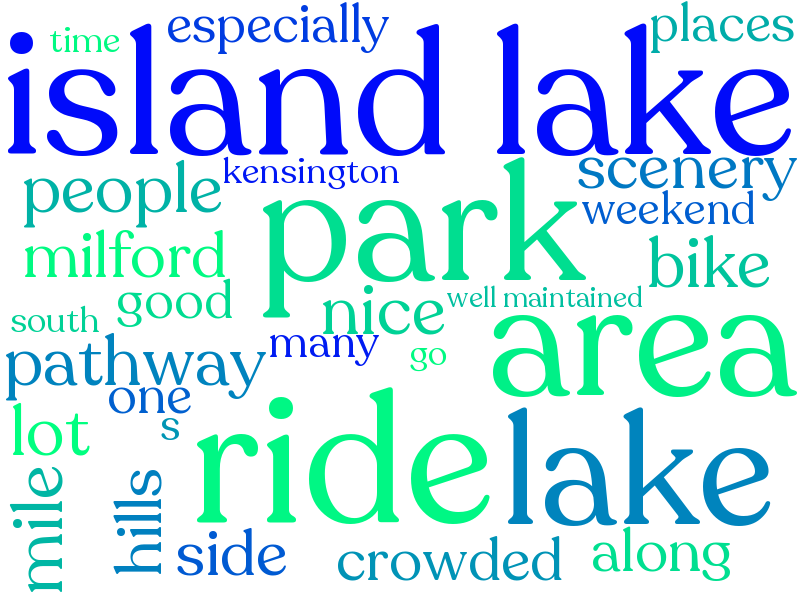 time especially places
island lake
people kensington scenery
park weekend
milford bike
good nice well maintained
south many go area
pathway
one
lot s ride lake
mile hills side crowded along